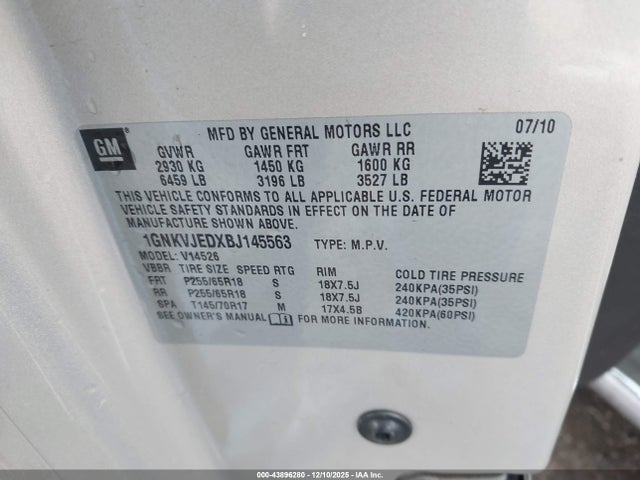 GM
MFD BY GENERAL MOTORS LLC 07/10
GVWR GAWR FRT GAWR RR
2930 KG 1450 KG 1600 KG
6459 LB 3196 LB 3527 LB
THIS VEHICLE CONFORMS TO ALL APPLICABLE U.S. FEDERAL MOTOR
VEHICLE SAFETY STANDARDS IN EFFECT ON THE DATE OF
MANUFACTURE SHOWN ABOVE.
1GNKVJEDXBJ145563 TYPE: M.P.V.
MODEL: V14526
VBBR TIRE SIZE SPEED RTG RIM COLD TIRE PRESSURE
FRT P255/65R18 S 18X7.5J 240KPA(35PSI)
RR P255/65R18 S 18X7.5J 240KPA(35PSI)
SPA T145/70R17 M 17X4.5B 420KPA(60PSI)
SEE OWNER'S MANUAL FOR MORE INFORMATION.
000-43896280 - 12/10/2025 - IAA Corp.